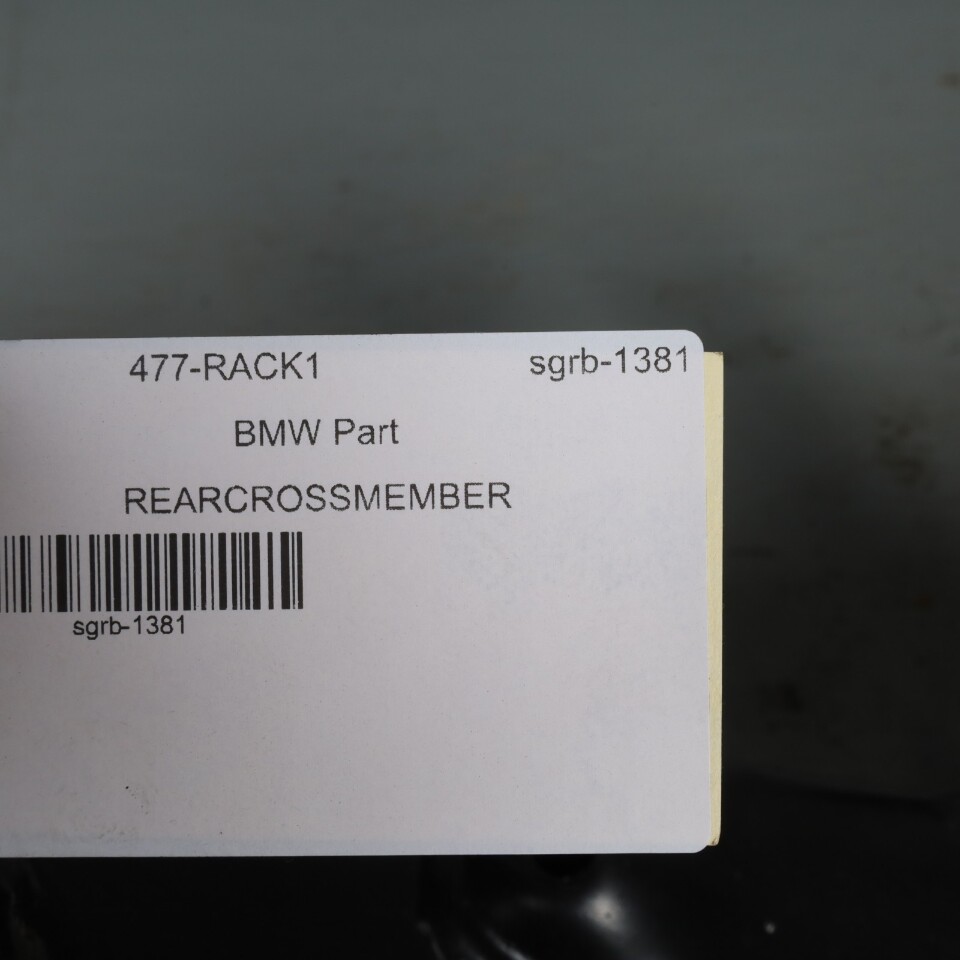 477-RACK1 sgrb-1381
BMW Part
REARCROSSMEMBER
sgrb-1381